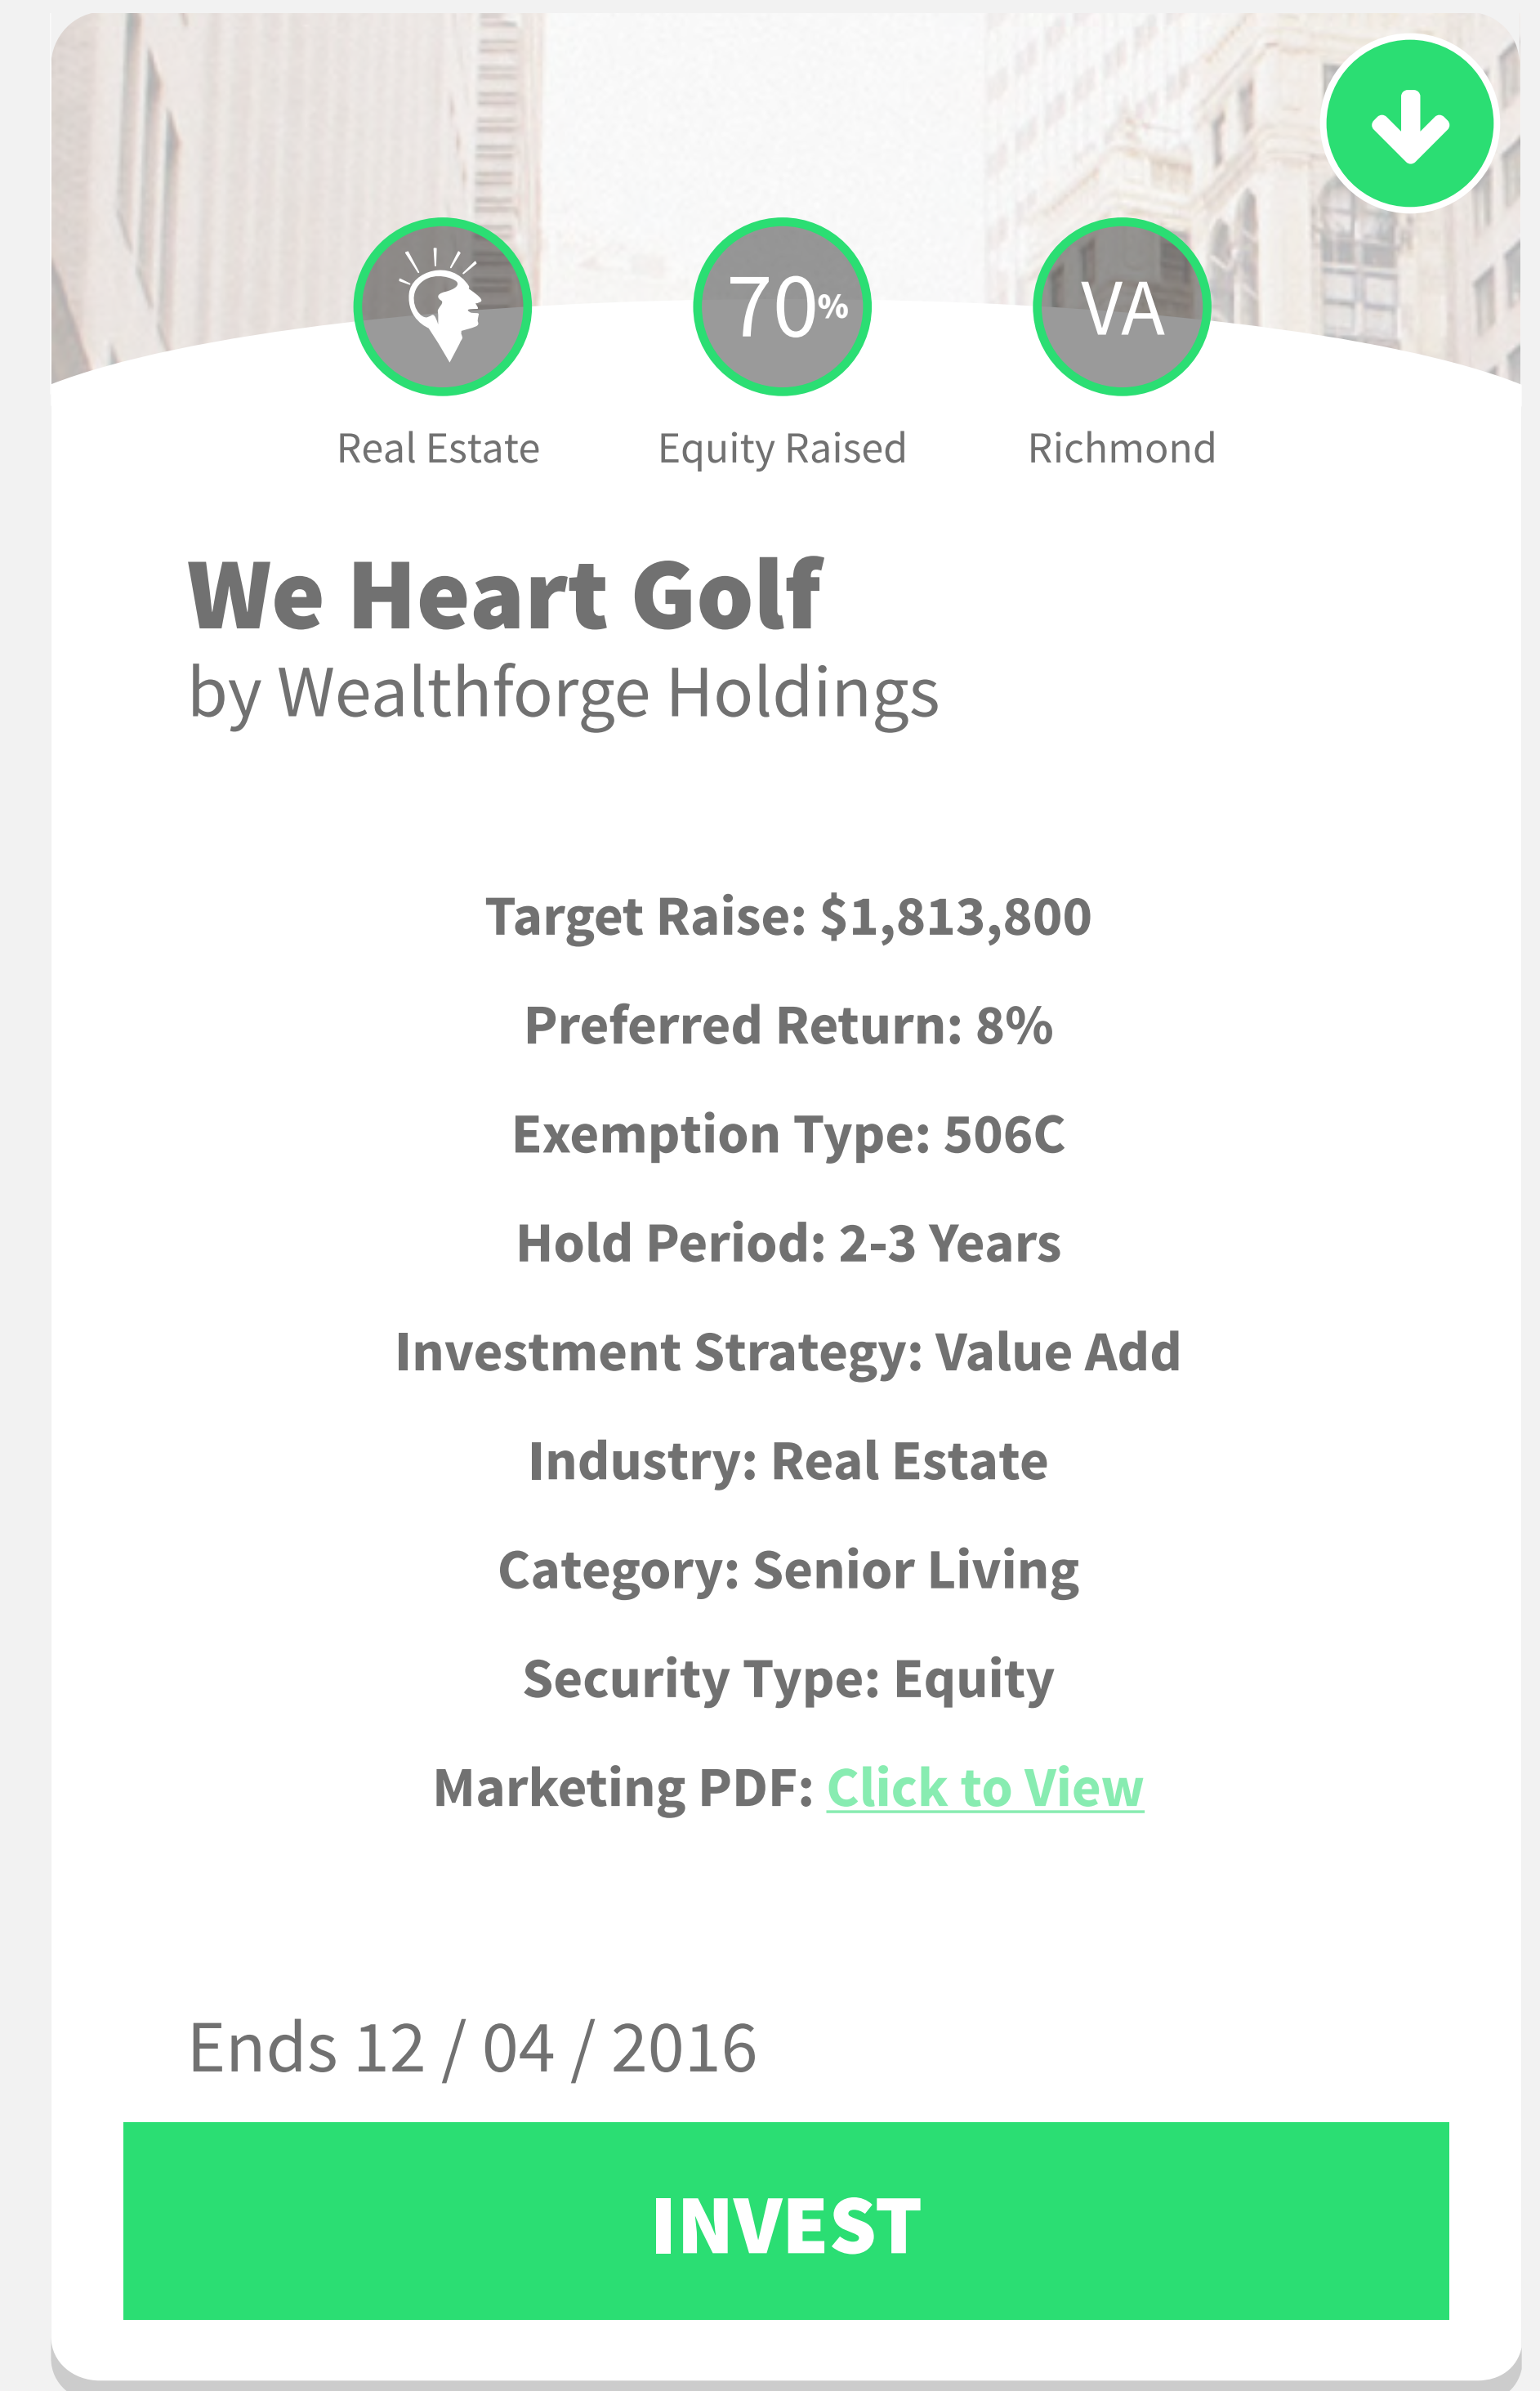 70%
VA
Real Estate
Equity Raised
Richmond
We Heart Golf
by Wealthforge Holdings
Target Raise: $1,813,800
Preferred Return: 8%
Exemption Type: 506C
Hold Period: 2-3 Years
Investment Strategy: Value Add
Industry: Real Estate
Category: Senior Living
Security Type: Equity
Marketing PDF: Click to View
Ends 12 / 04 / 2016
INVEST